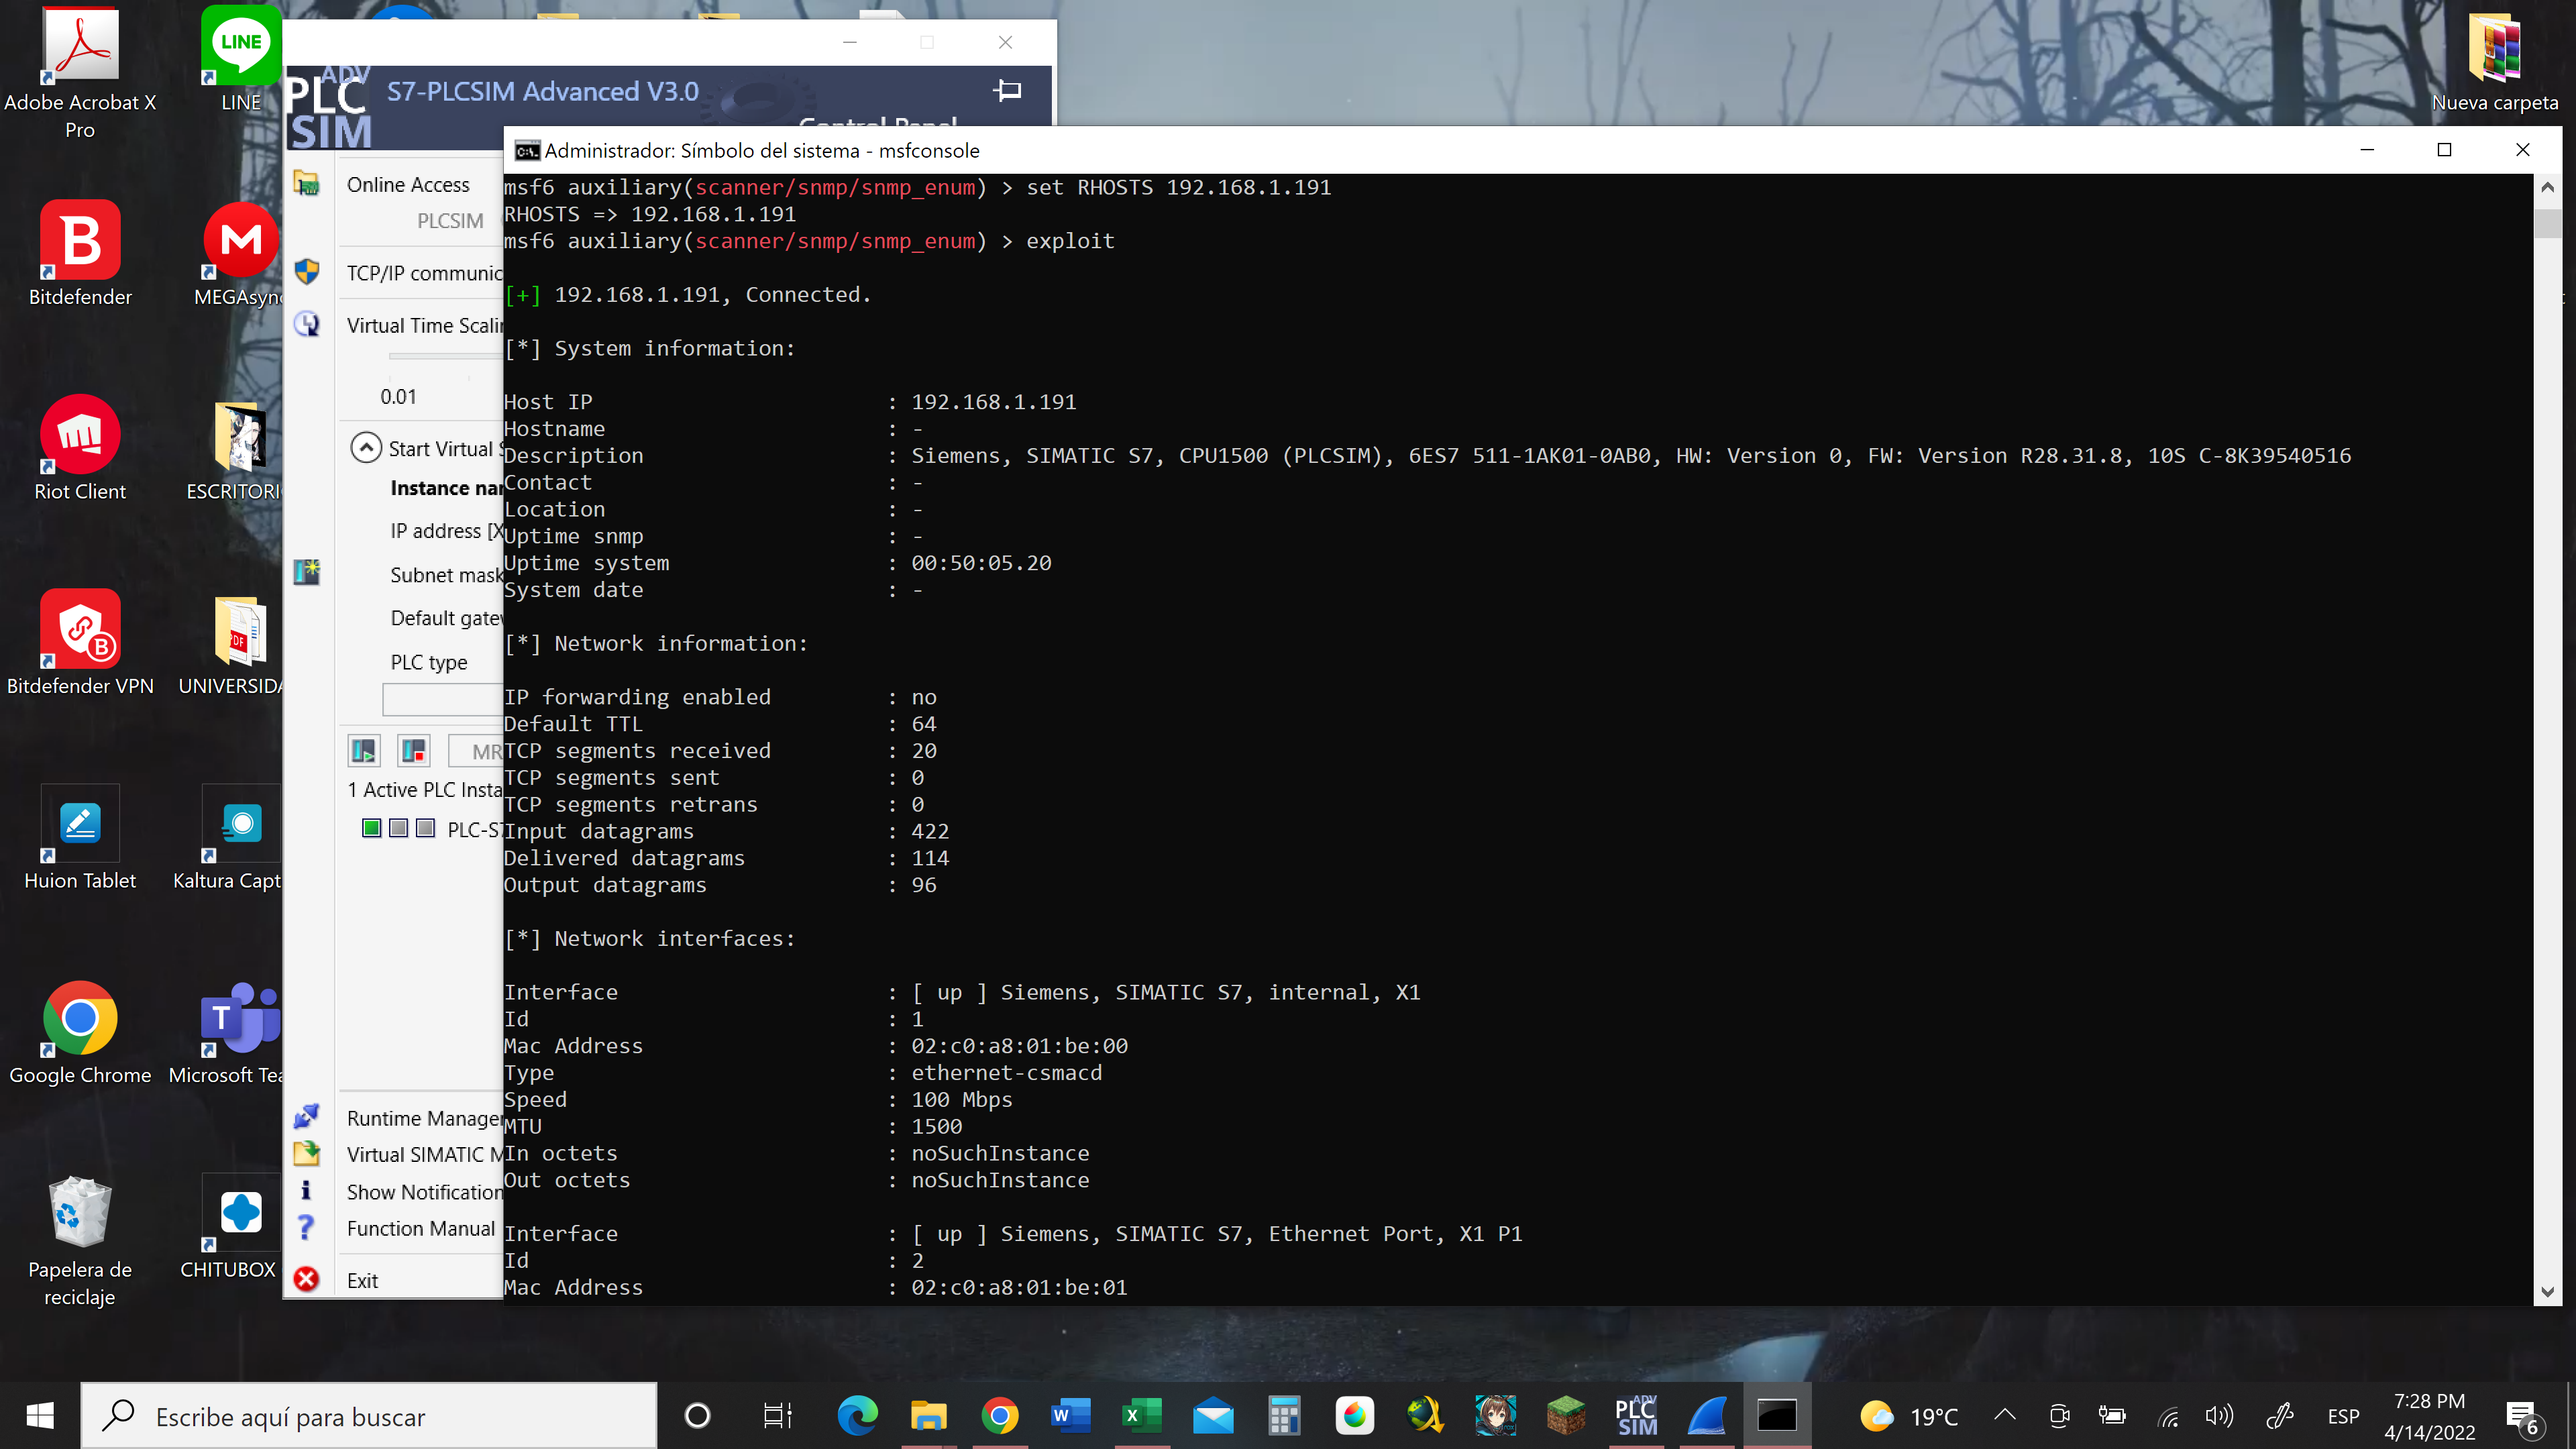 Adobe Acrobat X
Pro
LINE
LINE
Bitdefender
MEGAsync
Riot Client
ESCRITORI
Bitdefender VPN
UNIVERSIDA
Huion Tablet
Kaltura Capt
Google Chrome
Microsoft Tea
Papelera de
reciclaje
CHITUBOX
Nueva carpeta
ADV
PLC
SIM
S7-PLCSIM Advanced V3.0
Control Panel
Online Access
PLCSIM
TCP/IP communic
Virtual Time Scali
0.01
Start Virtual S
Instance na
IP address [X
Subnet mask
Default gate
PLC type
MR
1 Active PLC Insta
PLC-S7
Runtime Manager
Virtual SIMATIC M
Show Notification
Function Manual
Exit
Administrador: Símbolo del sistema - msfconsole
msf6 auxiliary(scanner/snmp/snmp_enum) > set RHOSTS 192.168.1.191
RHOSTS => 192.168.1.191
msf6 auxiliary(scanner/snmp/snmp_enum) > exploit
[+] 192.168.1.191, Connected.
[*] System information:
Host IP : 192.168.1.191
Hostname : -
Description : Siemens, SIMATIC S7, CPU1500 (PLCSIM), 6ES7 511-1AK01-0AB0, HW: Version 0, FW: Version R28.31.8, 10S C-8K39540516
Contact : -
Location : -
Uptime snmp : -
Uptime system : 00:50:05.20
System date : -
[*] Network information:
IP forwarding enabled : no
Default TTL : 64
TCP segments received : 20
TCP segments sent : 0
TCP segments retrans : 0
Input datagrams : 422
Delivered datagrams : 114
Output datagrams : 96
[*] Network interfaces:
Interface : [ up ] Siemens, SIMATIC S7, internal, X1
Id : 1
Mac Address : 02:c0:a8:01:be:00
Type : ethernet-csmacd
Speed : 100 Mbps
MTU : 1500
In octets : noSuchInstance
Out octets : noSuchInstance
Interface : [ up ] Siemens, SIMATIC S7, Ethernet Port, X1 P1
Id : 2
Mac Address : 02:c0:a8:01:be:01
Escribe aquí para buscar
ADV
PLC
SIM
19°C
ESP
7:28 PM
4/14/2022
6